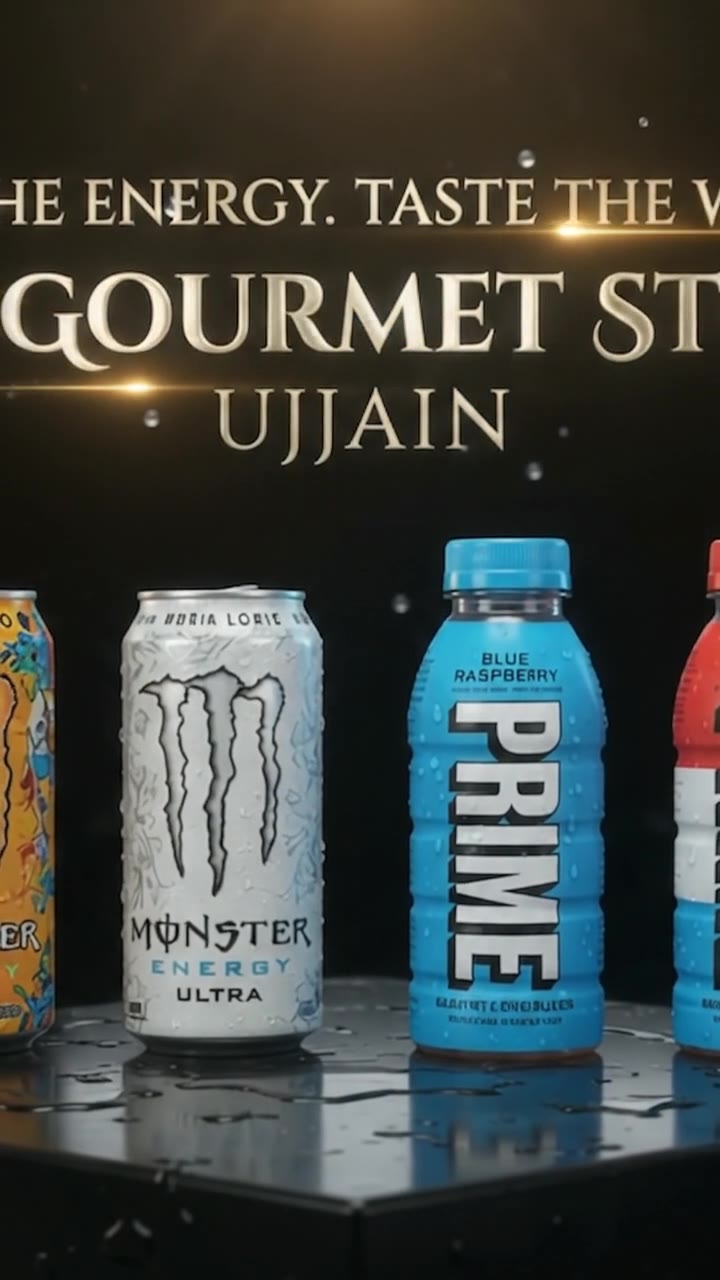 HE ENERGY. TASTE THE W
GOURMET ST
UJJAIN
ER
MONSTER
ENERGY
ULTRA
BLUE
RASPBERRY
PRIME